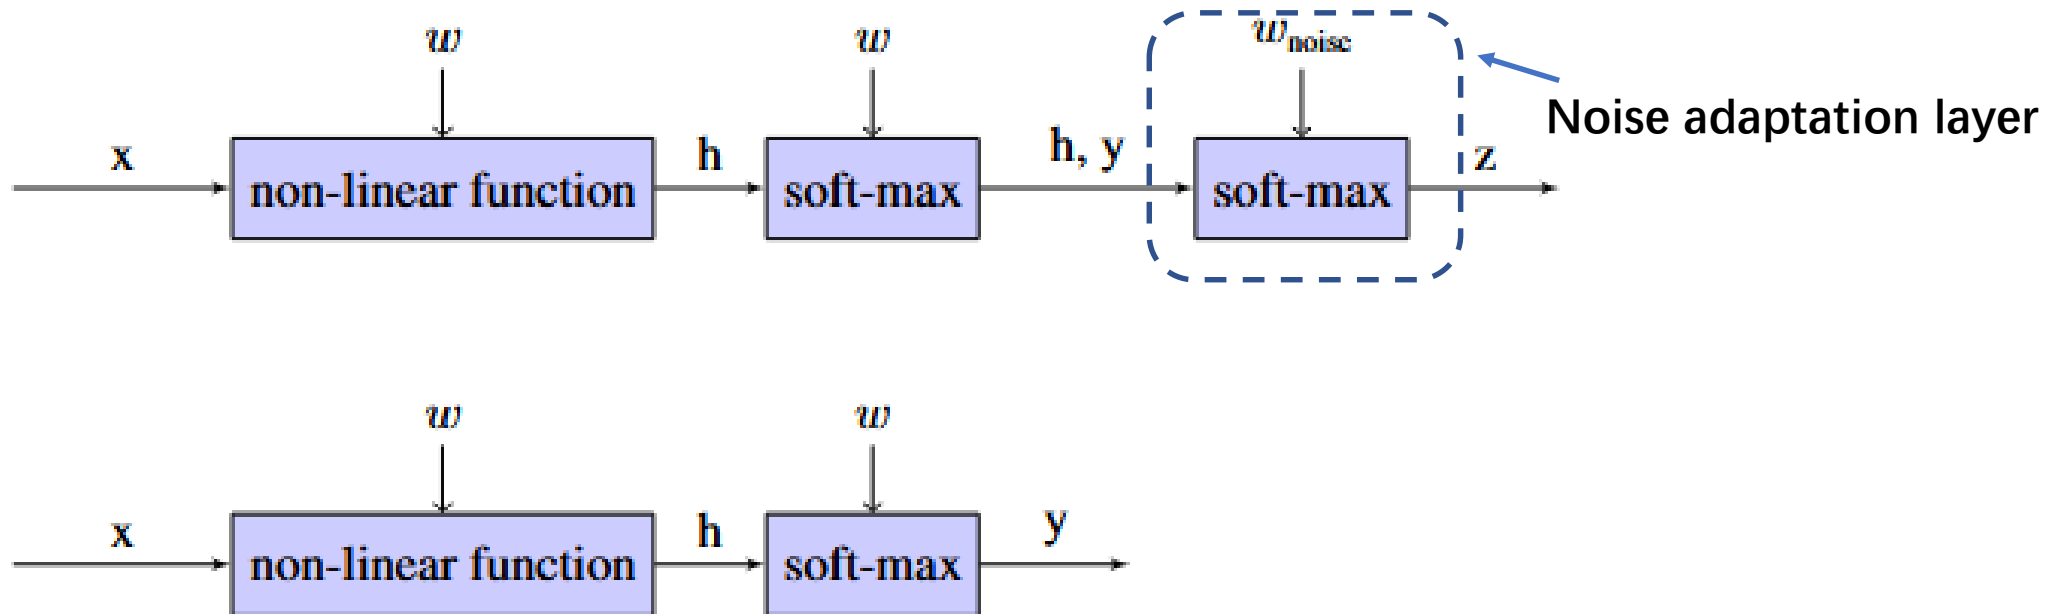 w
w
w_noise
Noise adaptation layer
x
h
h, y
z
non-linear function
soft-max
soft-max
w
w
x
h
y
non-linear function
soft-max